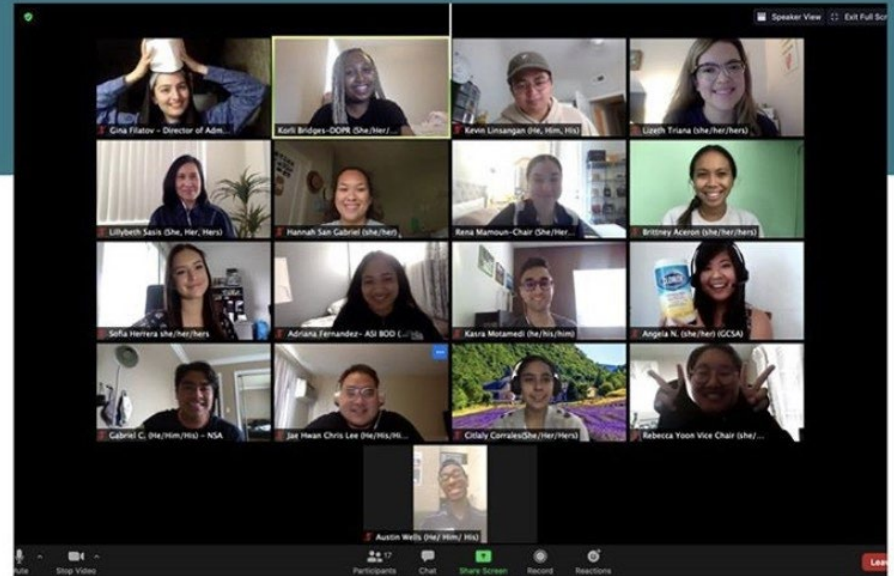 Speaker View
Exit Full Scr
Gina Filatov - Director of Adm...
Korli Bridges-DOPR (She/Her/...
Kevin Linsangan (He, Him, His)
Lizeth Triana (she/her/hers)
Lillybeth Sasis (She, Her, Hers)
Hannah San Gabriel (she/her)
Rena Mamoun-Chair (She/Her...
Brittney Aceron (she/her/hers)
Sofia Herrera she/her/hers
Adriana Fernandez- ASI BOD (...
Kasra Motamedi (he/his/him)
CLOROX
Angela N. (she/her) (GCSA)
Gabriel C. (He/Him/His) - NSA
Jae Hwan Chris Lee (He/His/Hi...
Citlaly Corrales(She/Her/Hers)
Rebecca Yoon Vice Chair (she/...
Austin Wells (He/ Him/ His)
ute
Stop Video
17
Participants
Chat
Share Screen
Record
Reactions
Lea